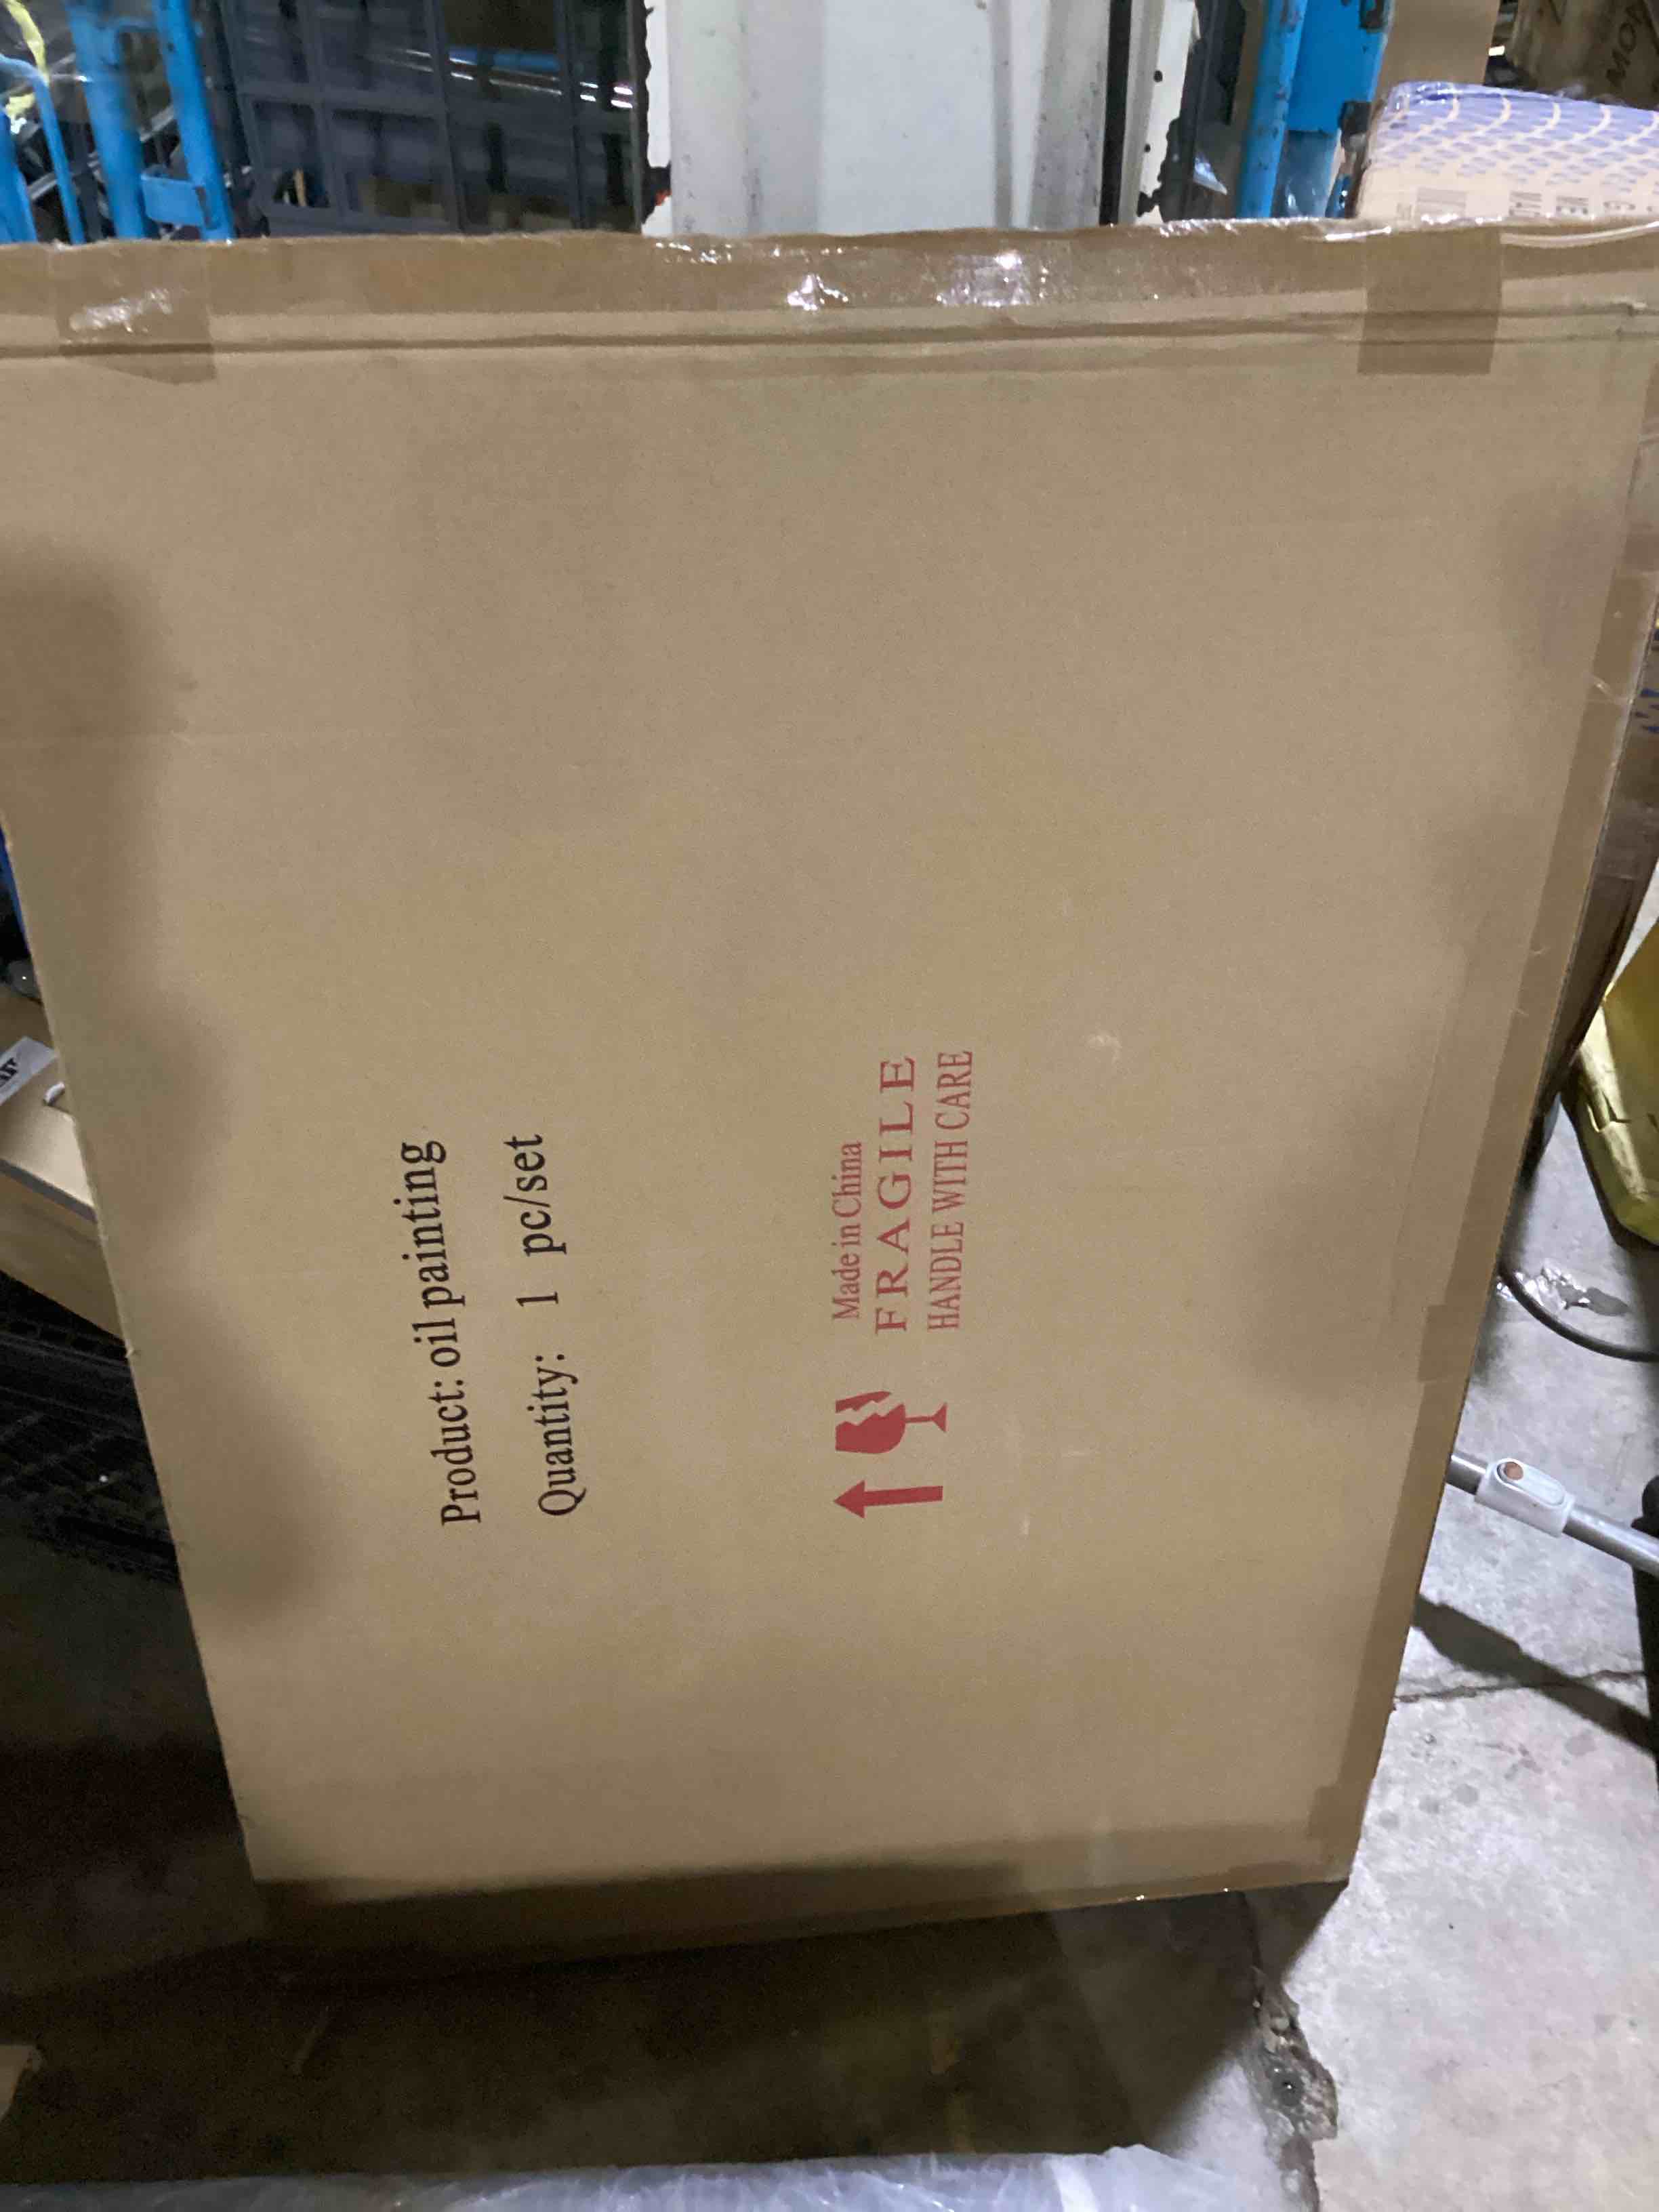 Product: oil painting
Quantity: 1 pc/set
Made in China
FRAGILE
HANDLE WITH CARE